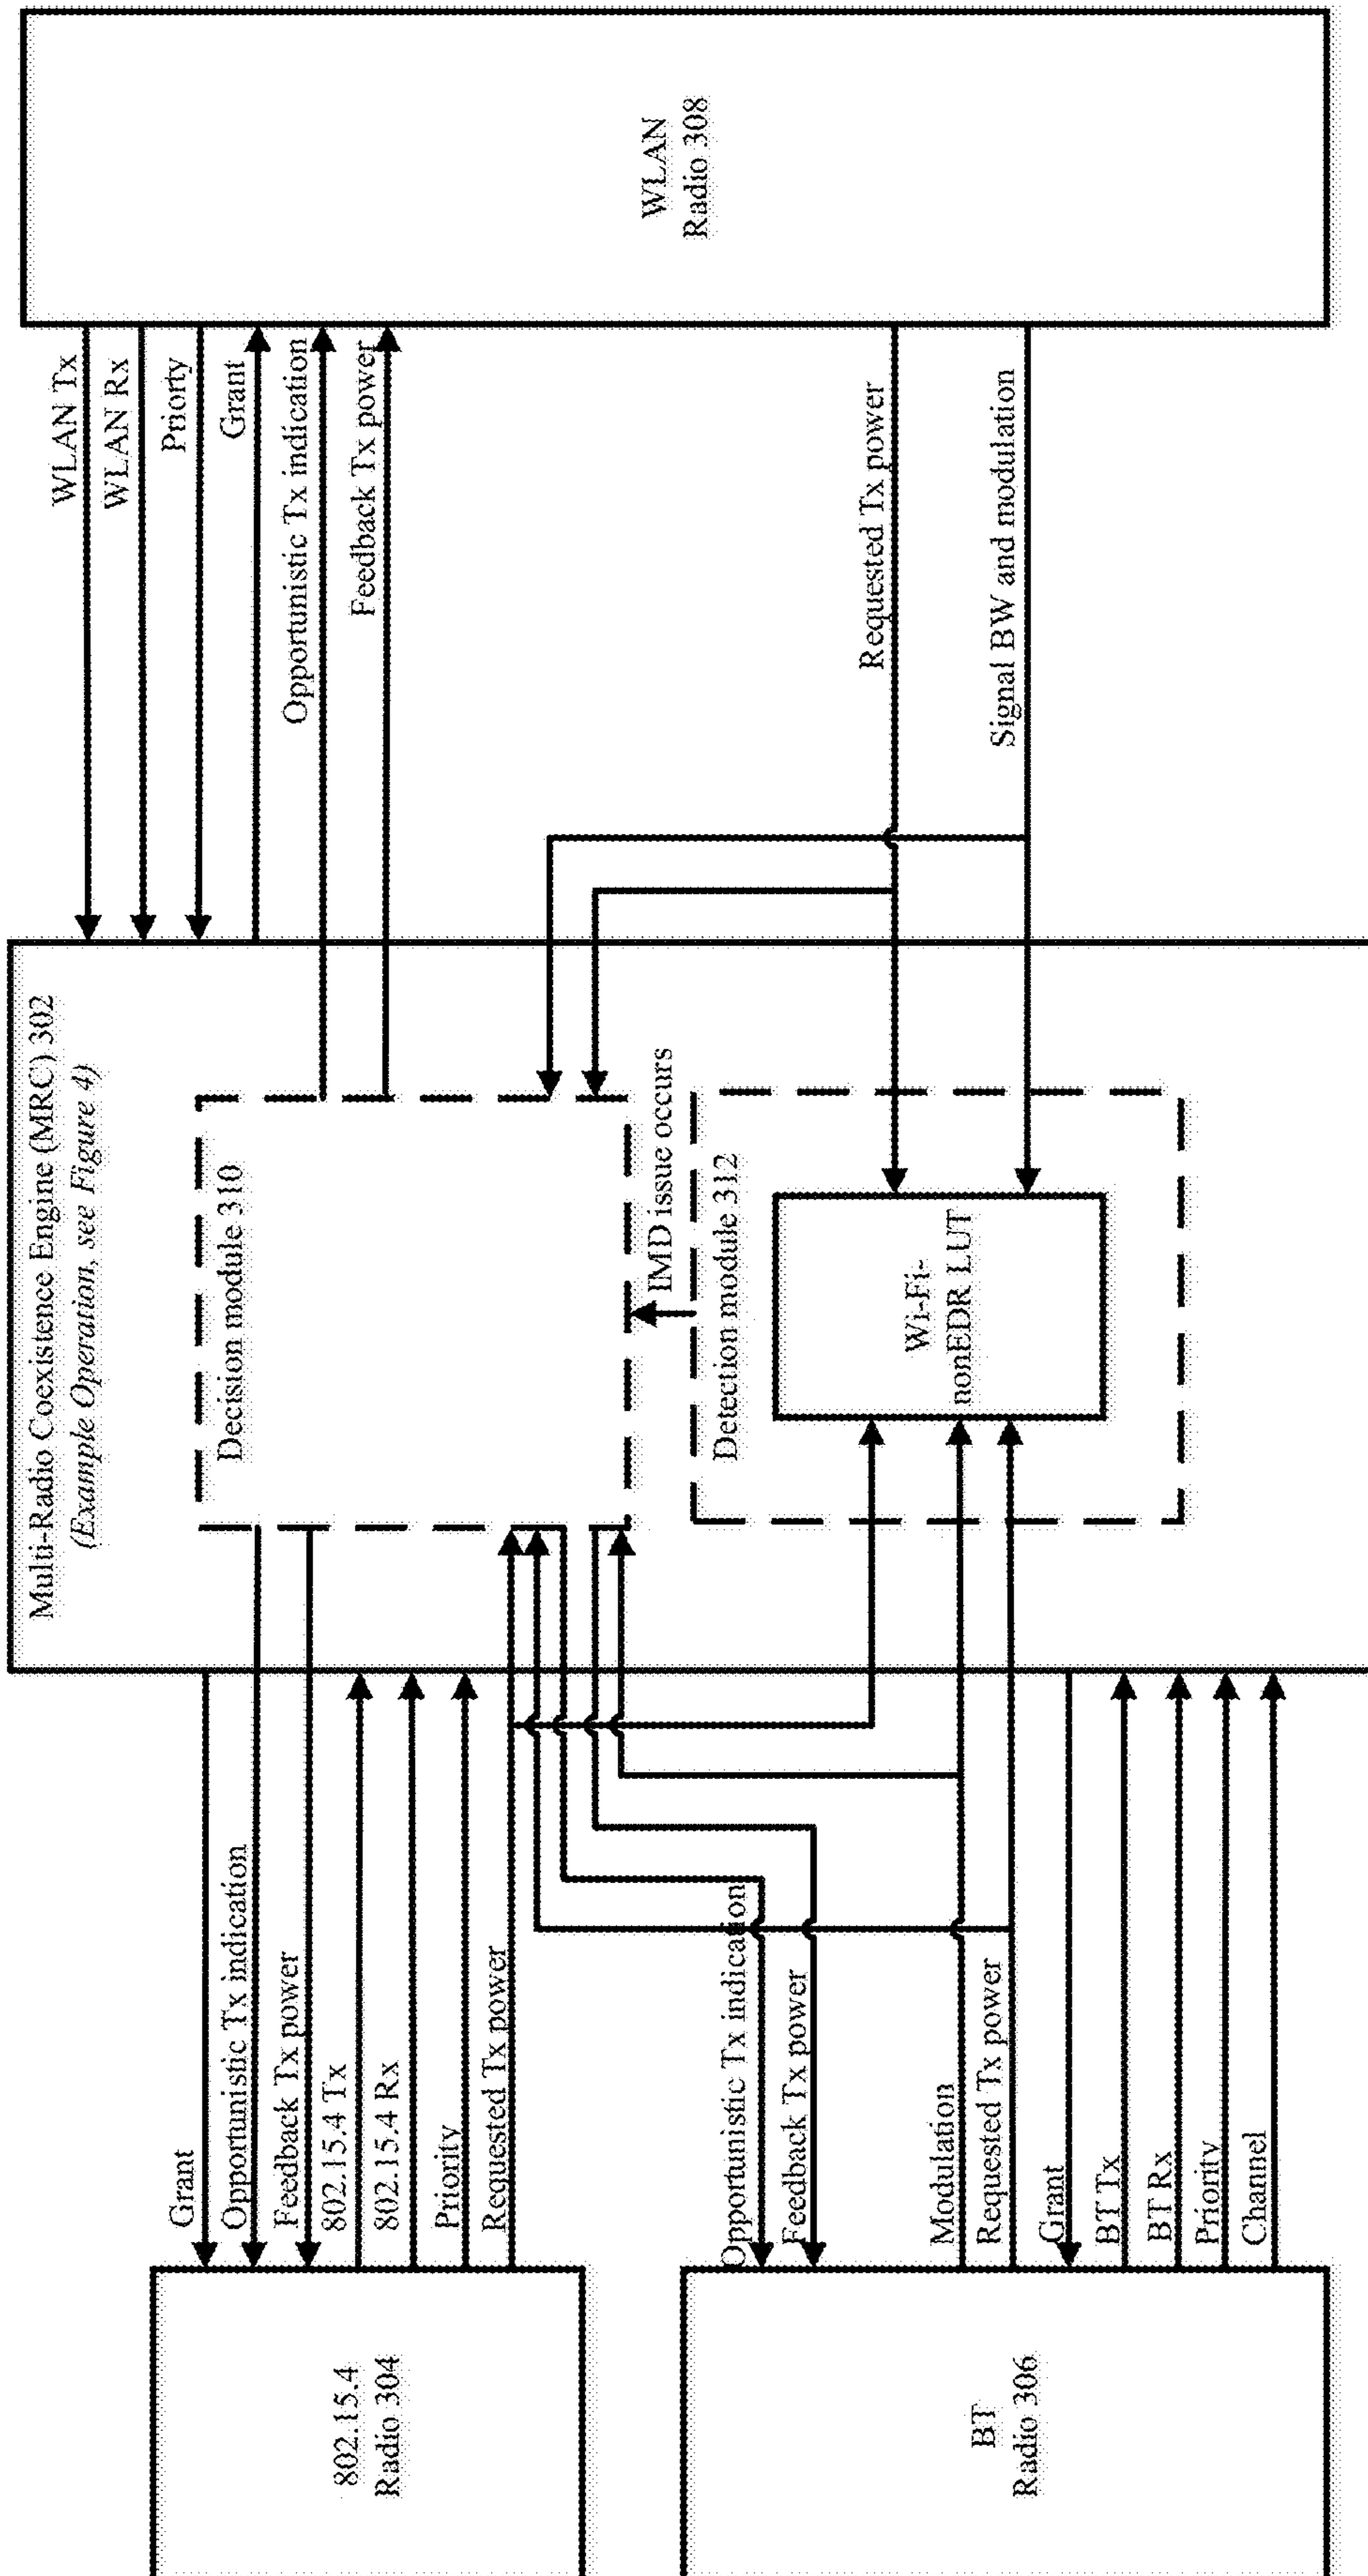 802.15.4
Radio 304
BT
Radio 306
Grant
Opportunistic Tx indication
Feedback Tx power
802.15.4 Tx
802.15.4 Rx
Priority
Requested Tx power
Opportunistic Tx indication
Feedback Tx power
Modulation
Requested Tx power
Grant
BT Tx
BT Rx
Priority
Channel
Multi-Radio Coexistence Engine (MRC) 302
(Example Operation, see Figure 4)
Decision module 310
IMD issue occurs
Detection module 312
Wi-Fi-
nonEDR LUT
WLAN Tx
WLAN Rx
Priorty
Grant
Opportunistic Tx indication
Feedback Tx power
Requested Tx power
Signal BW and modulation
WLAN
Radio 308